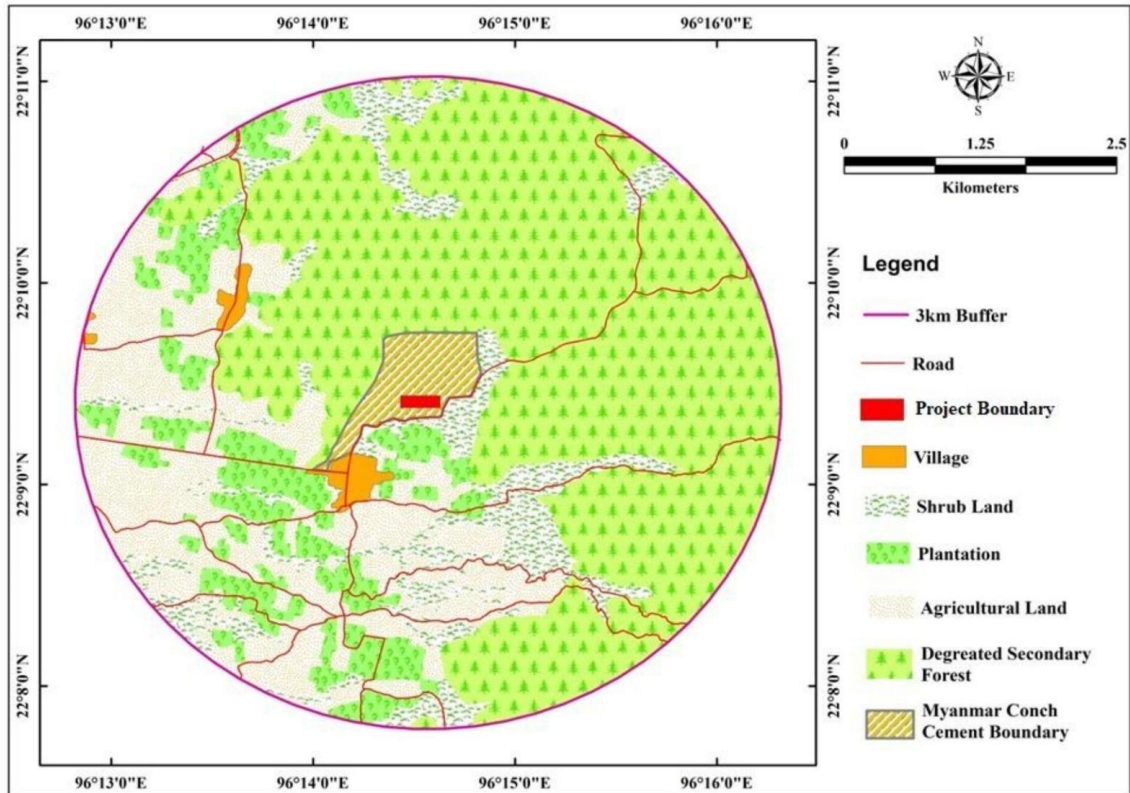 96°13'0"E 96°14'0"E 96°15'0"E 96°16'0"E
22°11'0"N
22°10'0"N
22°9'0"N
22°8'0"N
22°11'0"N
22°10'0"N
22°9'0"N
22°8'0"N
96°13'0"E 96°14'0"E 96°15'0"E 96°16'0"E
N
W E
S
0 1.25 2.5
Kilometers
Legend
3km Buffer
Road
Project Boundary
Village
Shrub Land
Plantation
Agricultural Land
Degreated Secondary
Forest
Myanmar Conch
Cement Boundary